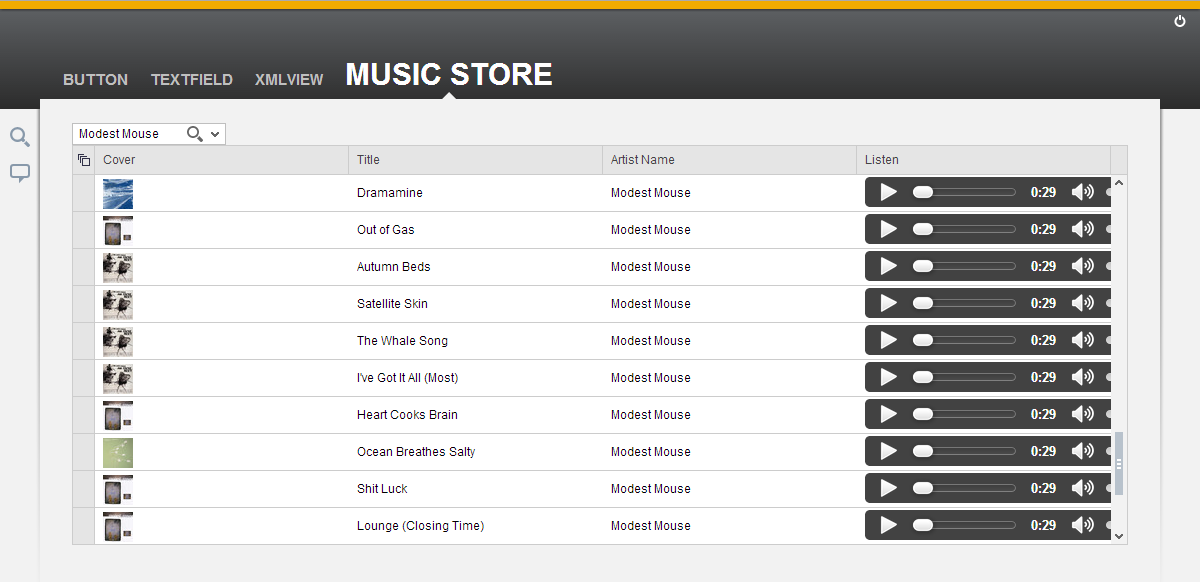 BUTTON TEXTFIELD XMLVIEW MUSIC STORE
Modest Mouse
Cover Title Artist Name Listen
Dramamine Modest Mouse 0:29
Out of Gas Modest Mouse 0:29
Autumn Beds Modest Mouse 0:29
Satellite Skin Modest Mouse 0:29
The Whale Song Modest Mouse 0:29
I've Got It All (Most) Modest Mouse 0:29
Heart Cooks Brain Modest Mouse 0:29
Ocean Breathes Salty Modest Mouse 0:29
Shit Luck Modest Mouse 0:29
Lounge (Closing Time) Modest Mouse 0:29